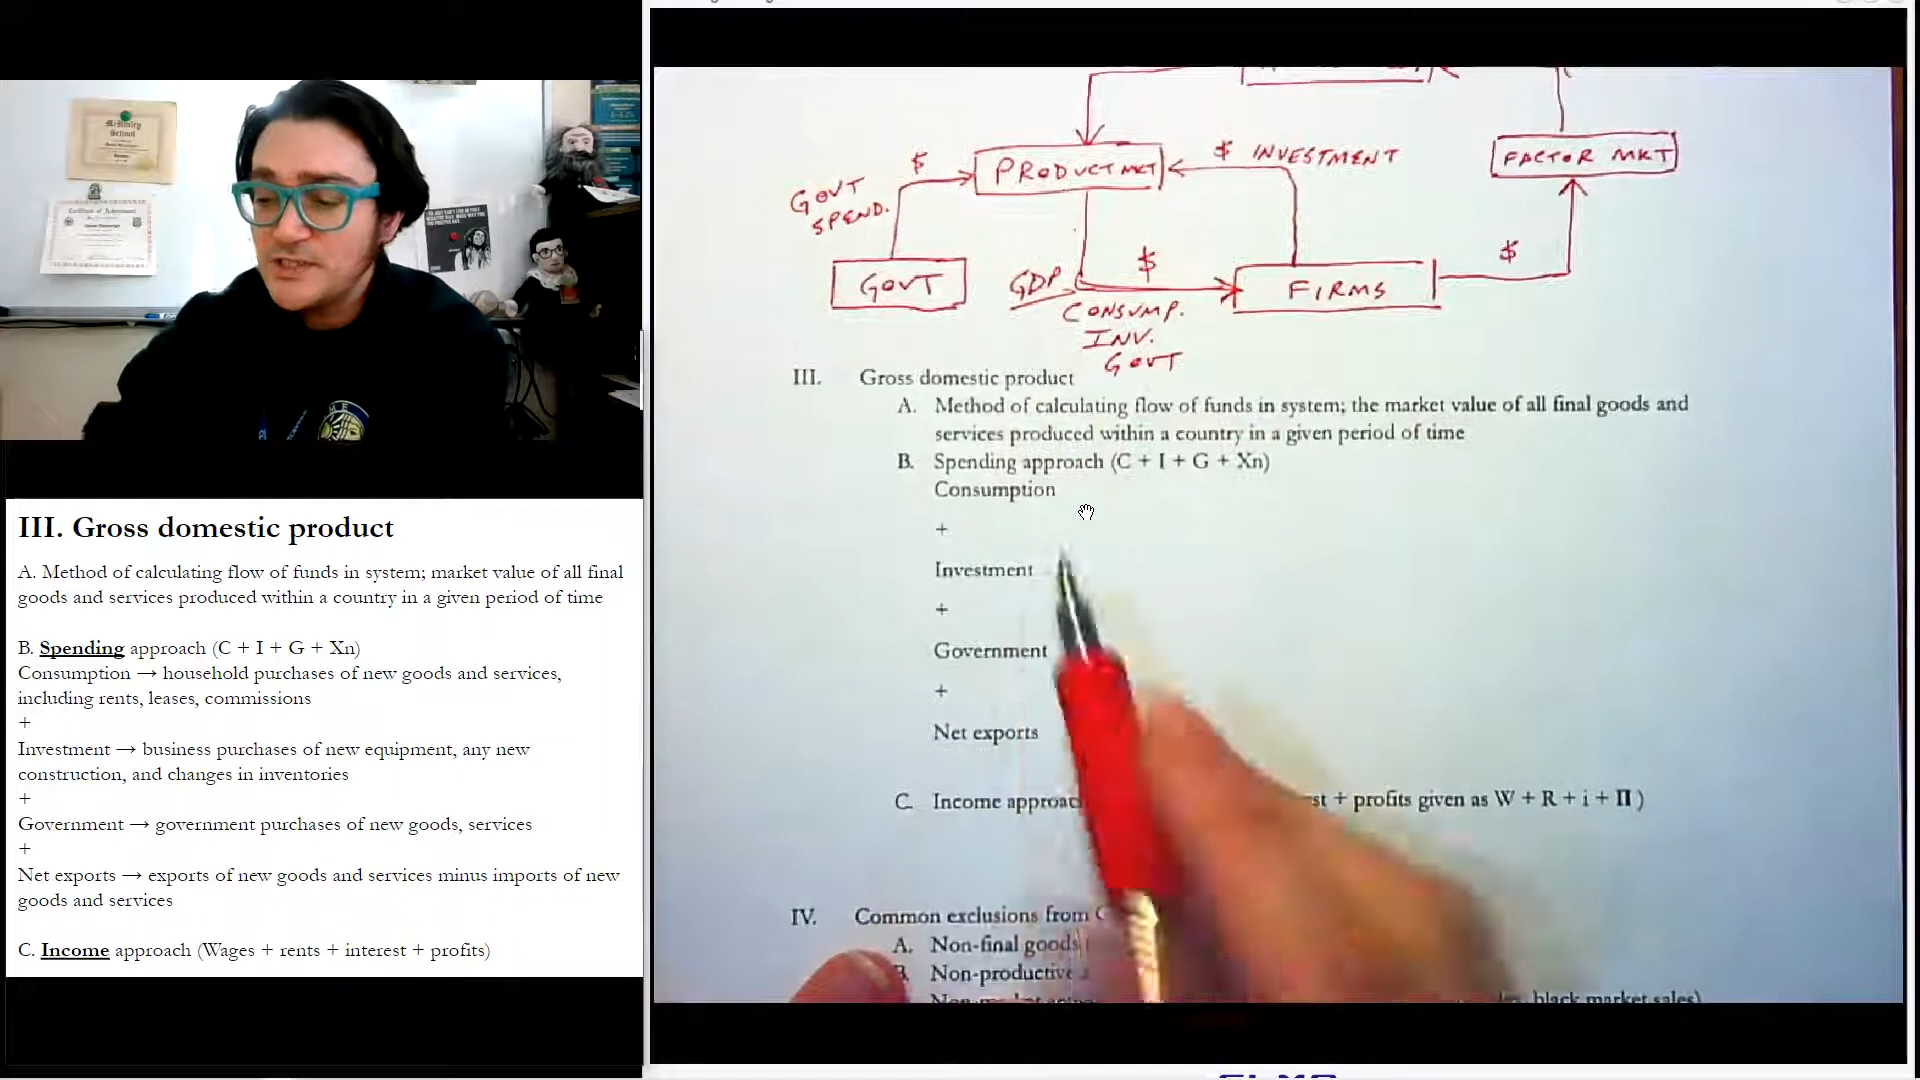 McKinley
School
Certificate of Achievement
III. Gross domestic product
A. Method of calculating flow of funds in system; market value of all final
goods and services produced within a country in a given period of time
B. Spending approach (C + I + G + Xn)
Consumption → household purchases of new goods and services,
including rents, leases, commissions
+
Investment → business purchases of new equipment, any new
construction, and changes in inventories
+
Government → government purchases of new goods, services
+
Net exports → exports of new goods and services minus imports of new
goods and services
C. Income approach (Wages + rents + interest + profits)
GOVT
SPEND.
$
PRODUCT MKT
$ INVESTMENT
FACTOR MKT
GOVT
GDP
$
FIRMS
$
CONSUMP.
INV.
GOVT
III. Gross domestic product
A. Method of calculating flow of funds in system; the market value of all final goods and
services produced within a country in a given period of time
B. Spending approach (C + I + G + Xn)
Consumption
+
Investment
+
Government
+
Net exports
C. Income approac st + profits given as W + R + i + Π )
IV. Common exclusions from
A. Non-final goods
B. Non-productive
black market sales)